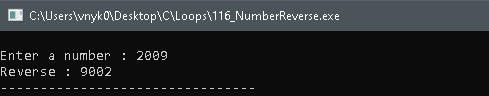 C:\Users\vnyk0\Desktop\C\Loops\116_NumberReverse.exe
Enter a number : 2009
Reverse : 9002
--------------------------------